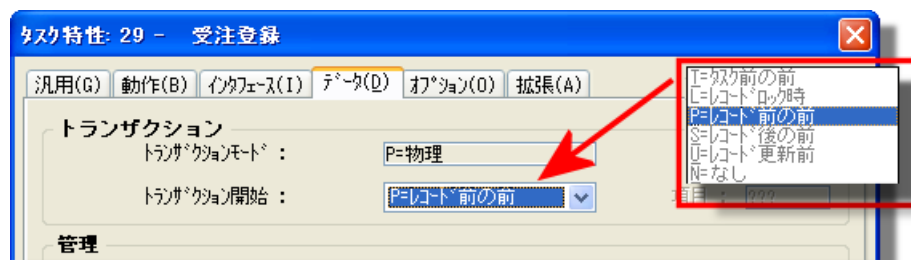 タスク特性: 29 - 受注登録
汎用(G) 動作(B) インタフェース(I) データ(D) オプション(O) 拡張(A)
トランザクション
トランザクションモード : P=物理
トランザクション開始 : P=レコード前の前 項目 : ???
T=タスク前の前
L=レコードロック時
P=レコード前の前
S=レコード後の前
U=レコード更新前
N=なし
管理